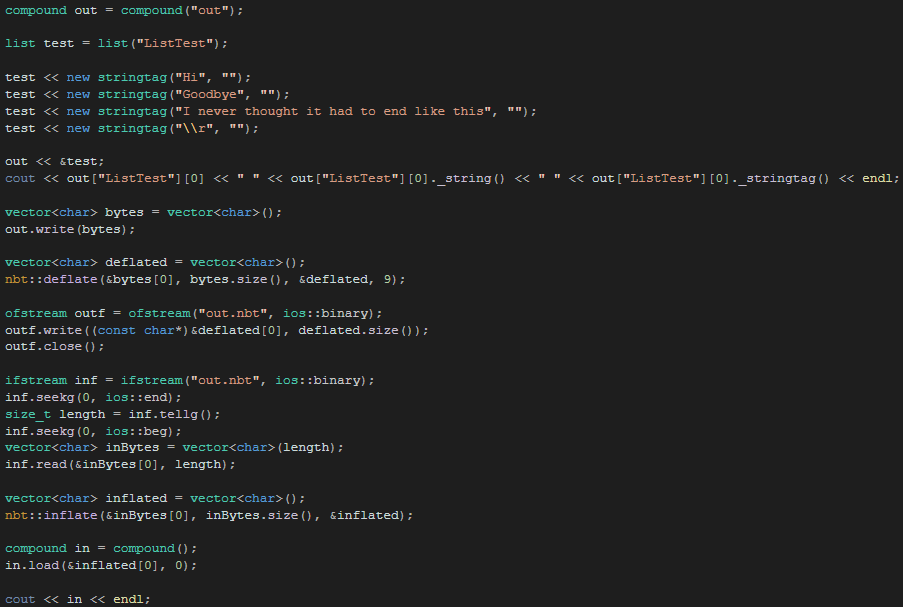 compound out = compound("out");
list test = list("ListTest");
test << new stringtag("Hi", "");
test << new stringtag("Goodbye", "");
test << new stringtag("I never thought it had to end like this", "");
test << new stringtag("\\r", "");
out << &test;
cout << out["ListTest"][0] << " " << out["ListTest"][0]._string() << " " << out["ListTest"][0]._stringtag() << endl;
vector<char> bytes = vector<char>();
out.write(bytes);
vector<char> deflated = vector<char>();
nbt::deflate(&bytes[0], bytes.size(), &deflated, 9);
ofstream outf = ofstream("out.nbt", ios::binary);
outf.write((const char*)&deflated[0], deflated.size());
outf.close();
ifstream inf = ifstream("out.nbt", ios::binary);
inf.seekg(0, ios::end);
size_t length = inf.tellg();
inf.seekg(0, ios::beg);
vector<char> inBytes = vector<char>(length);
inf.read(&inBytes[0], length);
vector<char> inflated = vector<char>();
nbt::inflate(&inBytes[0], inBytes.size(), &inflated);
compound in = compound();
in.load(&inflated[0], 0);
cout << in << endl;